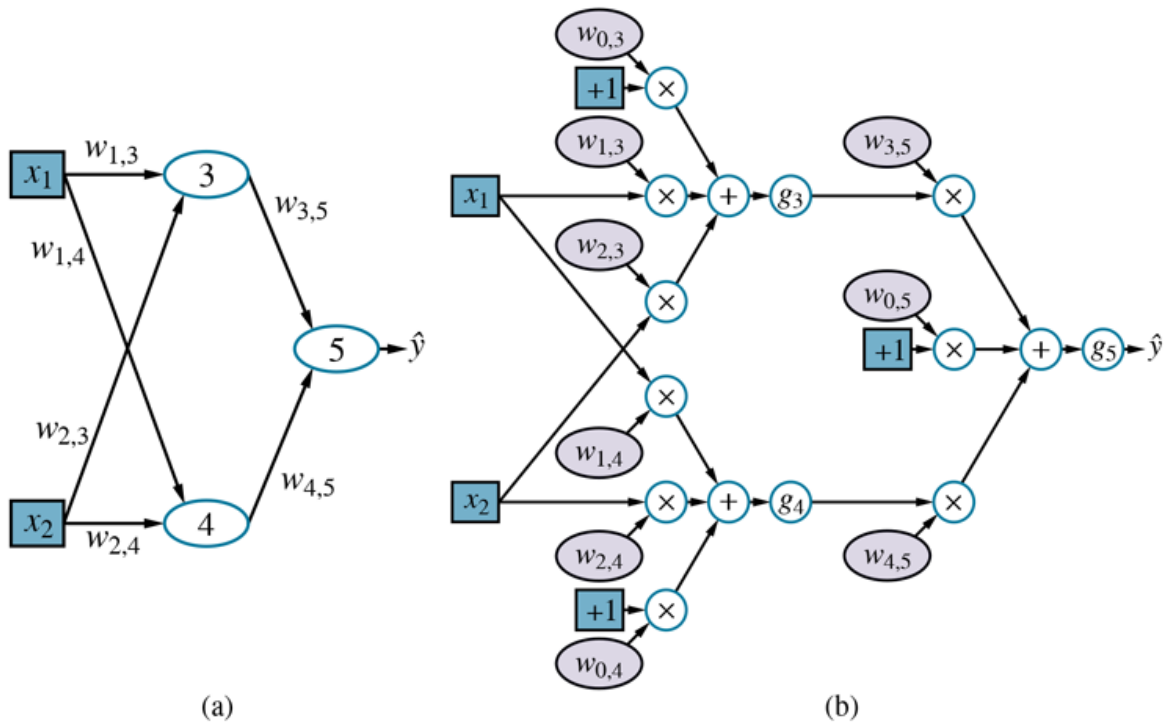 x₁
w₁,₃
3
w₃,₅
w₁,₄
5
ŷ
w₂,₃
w₄,₅
x₂
w₂,₄
4
(a)
w₀,₃
+1
×
w₁,₃
x₁
×
+
g₃
w₃,₅
×
w₂,₃
×
w₀,₅
+1
×
+
g₅
ŷ
×
w₁,₄
x₂
×
+
g₄
×
w₂,₄
w₄,₅
+1
×
w₀,₄
(b)